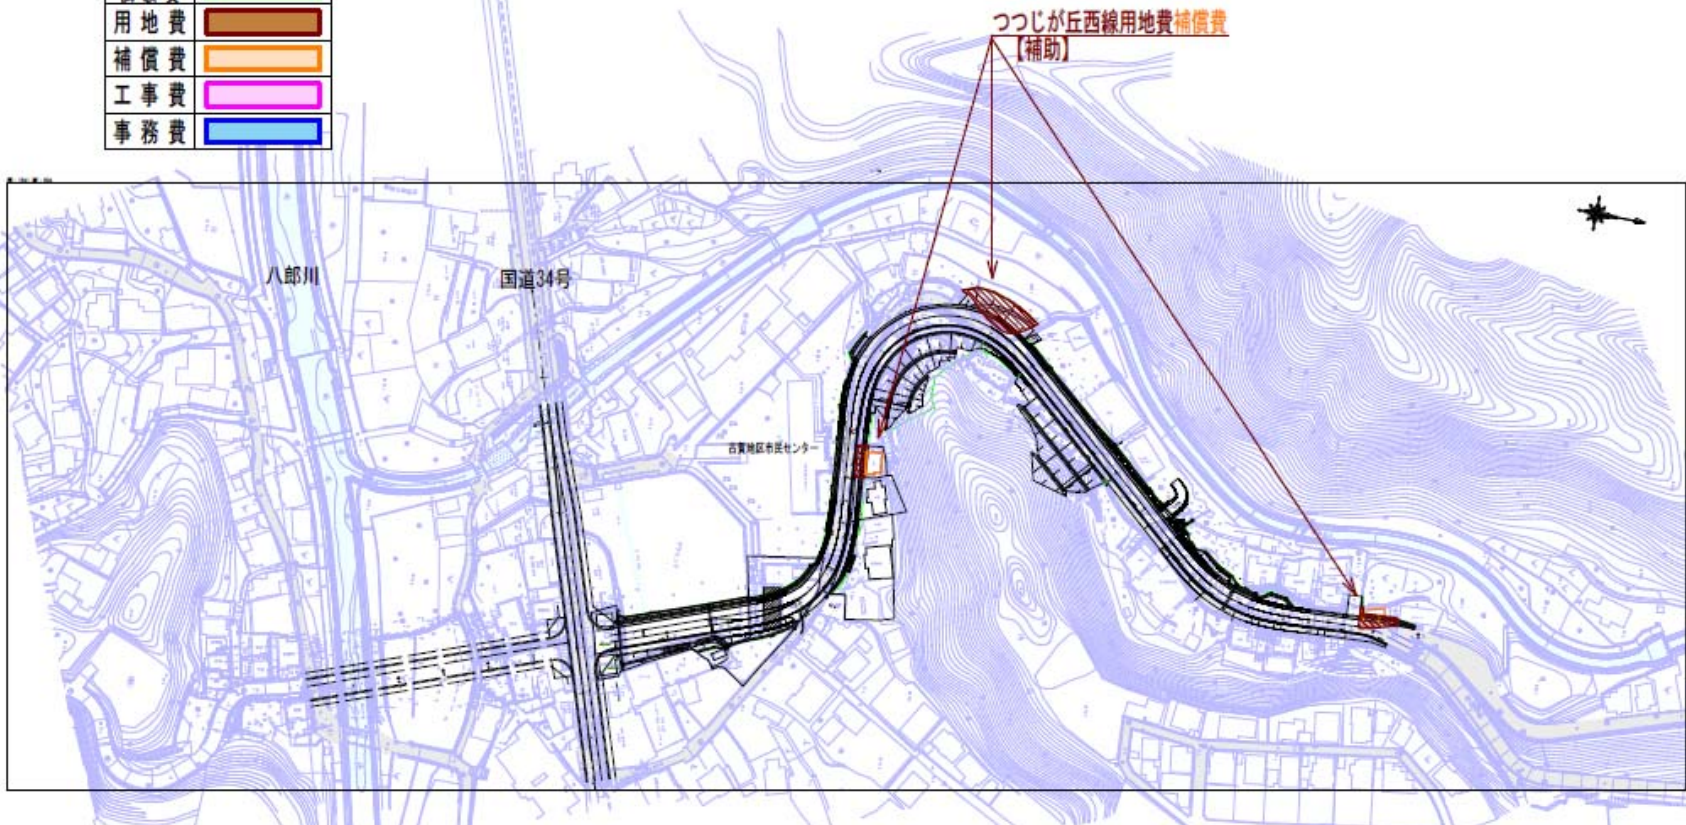 用地費
補償費
工事費
事務費
つつじが丘西線用地費補償費
【補助】
八郎川
国道34号
古賀地区市民センター